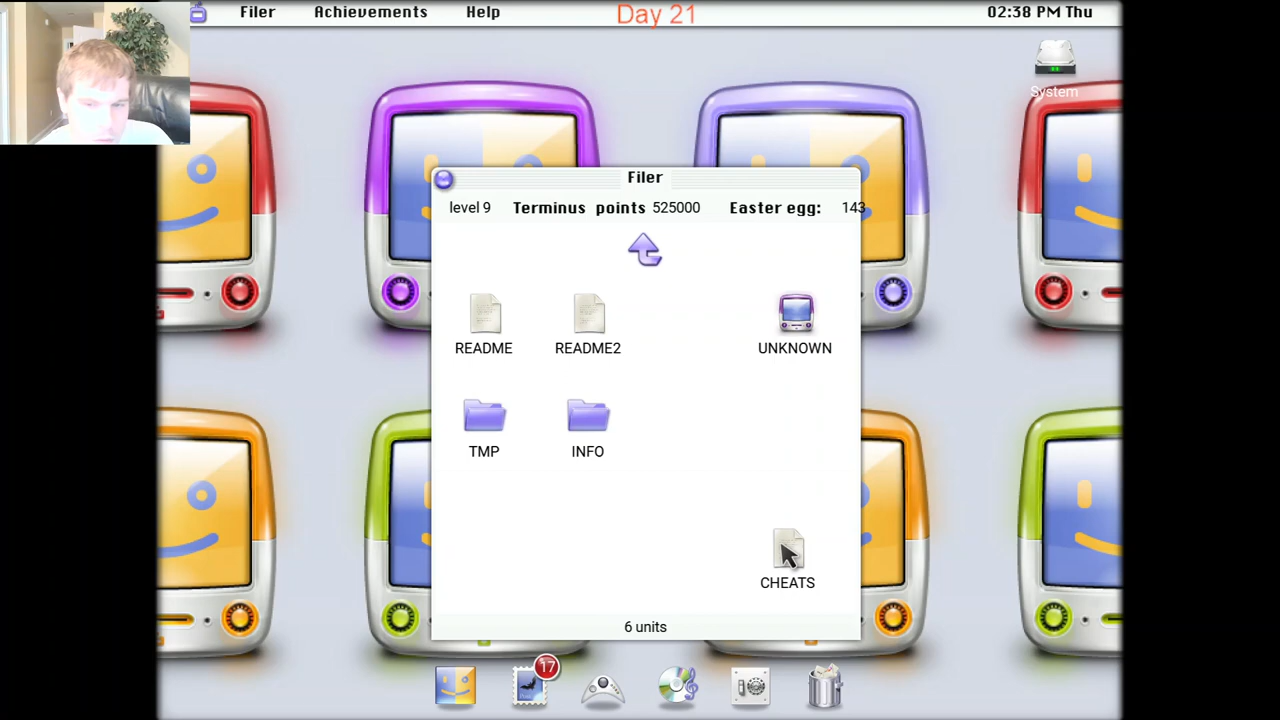 Filer Achievements Help Day 21 02:38 PM Thu
System
Filer
level 9 Terminus points 525000 Easter egg: 143
README README2 UNKNOWN
TMP INFO
CHEATS
6 units
17